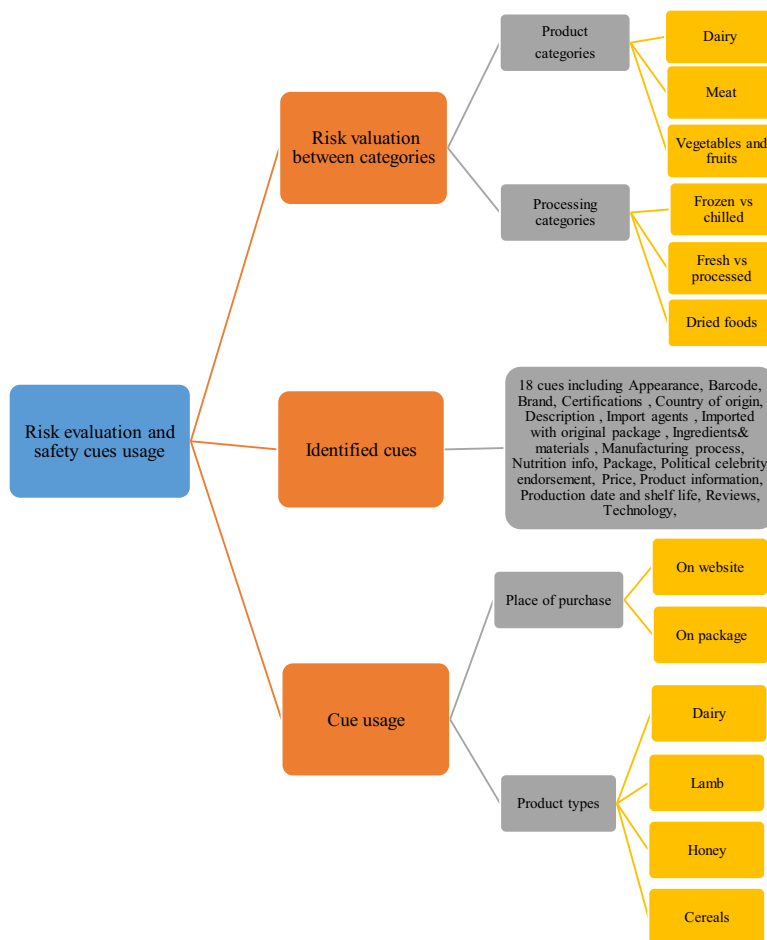 Product
categories
Dairy
Meat
Vegetables and
fruits
Risk valuation
between categories
Processing
categories
Frozen vs
chilled
Fresh vs
processed
Dried foods
Risk evaluation and
safety cues usage
Identified cues
18 cues including Appearance, Barcode,
Brand, Certifications , Country of origin,
Description , Import agents , Imported
with original package , Ingredients&
materials , Manufacturing process,
Nutrition info, Package, Political celebrity
endorsement, Price, Product information,
Production date and shelf life, Reviews,
Technology,
Cue usage
Place of purchase
On website
On package
Product types
Dairy
Lamb
Honey
Cereals